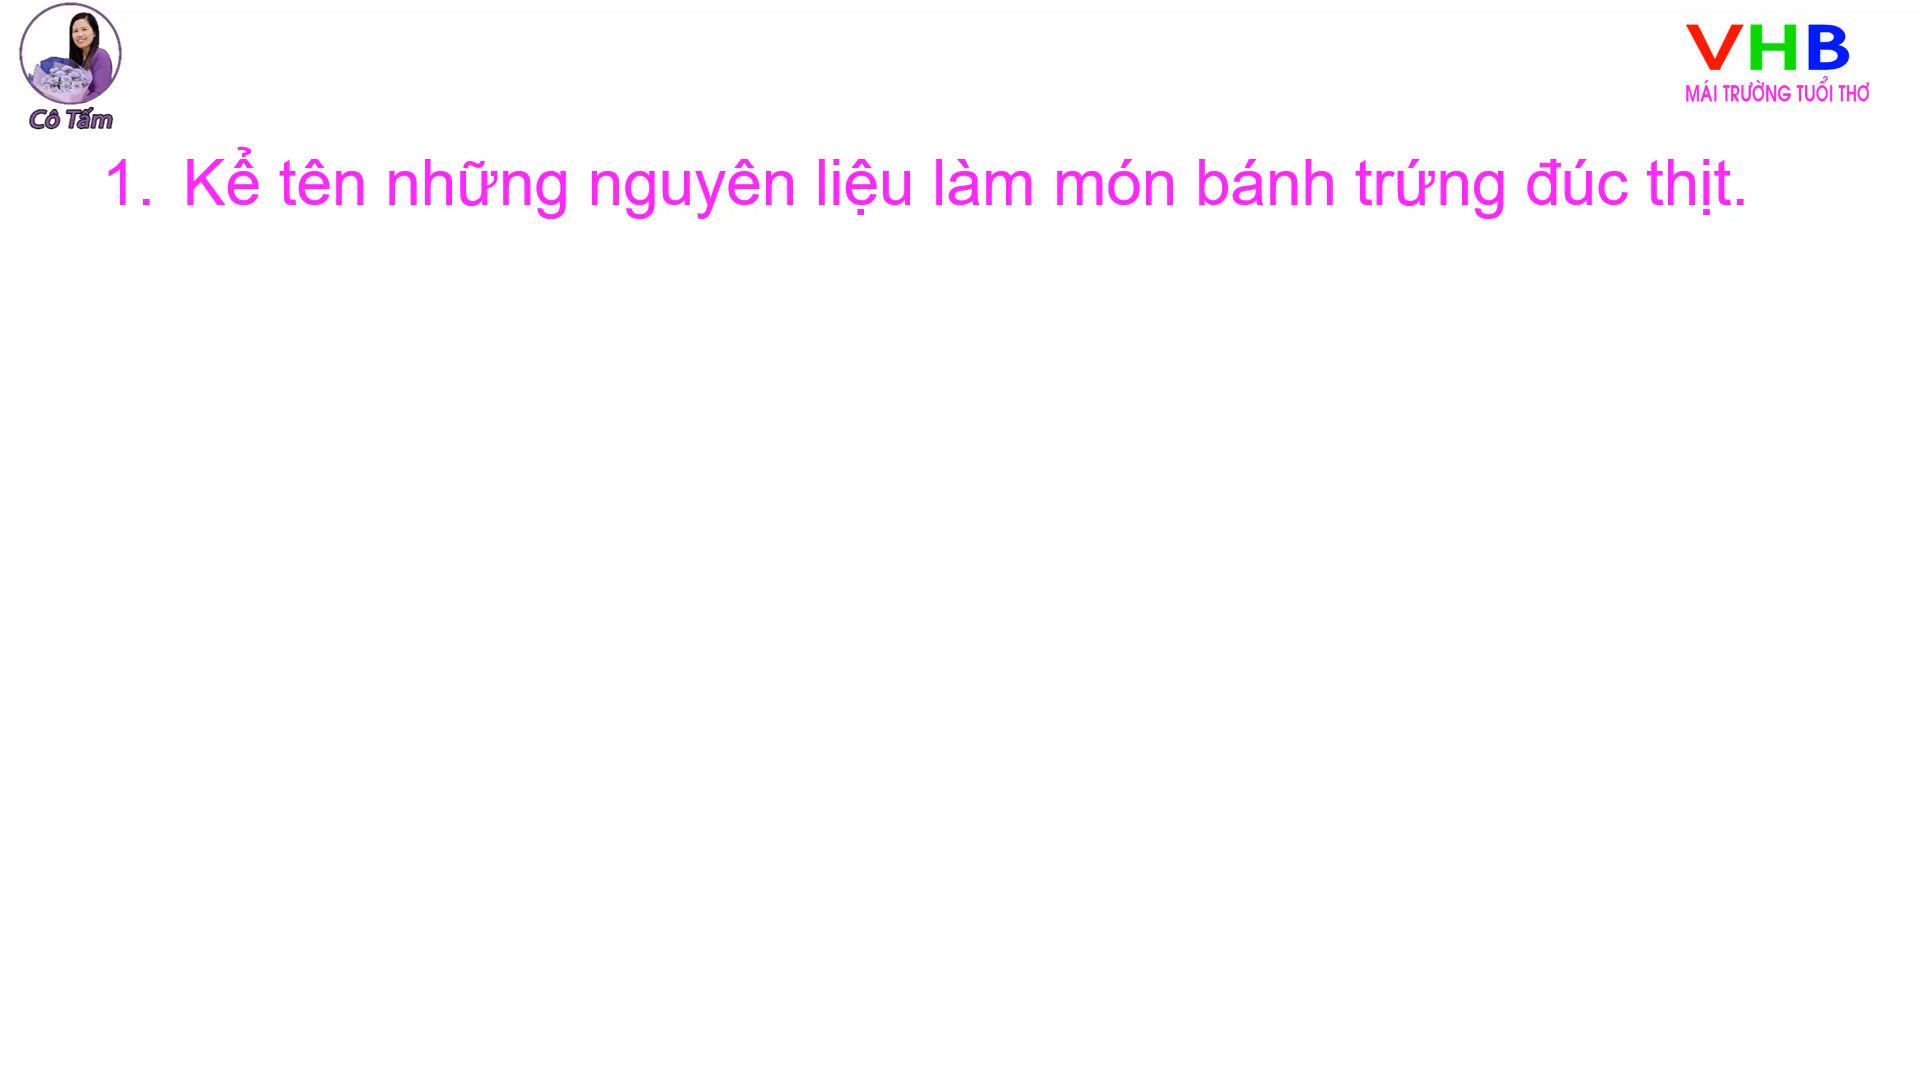 Cô Tấm
VHB
MÁI TRƯỜNG TUỔI THƠ
1. Kể tên những nguyên liệu làm món bánh trứng đúc thịt.